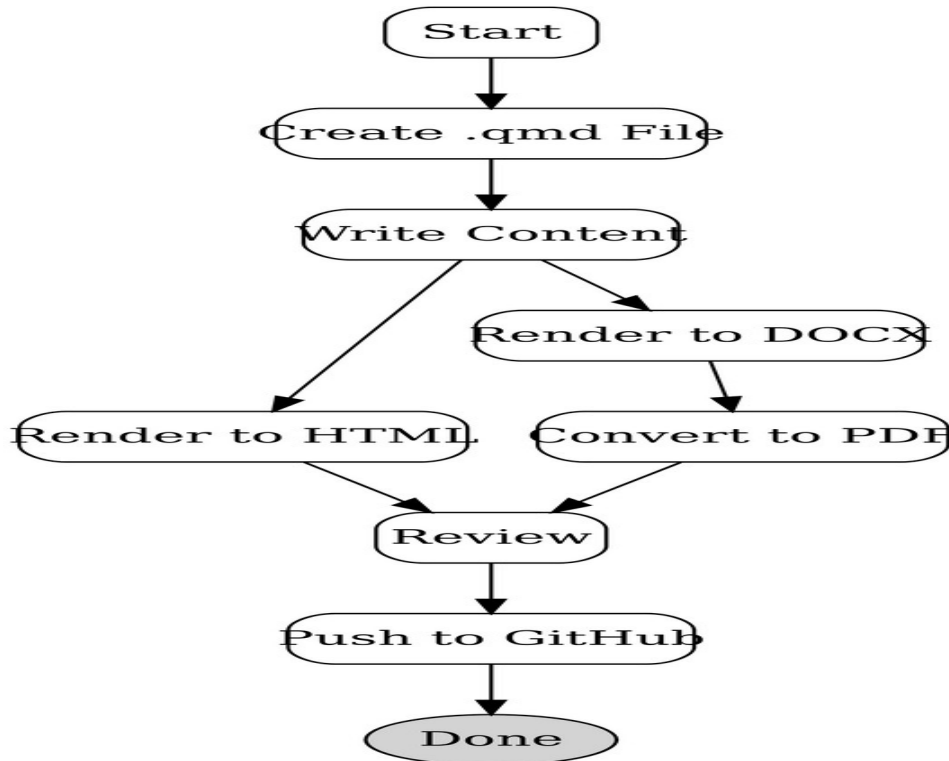 Start
Create .qmd File
Write Content
Render to DOCX
Render to HTML
Convert to PDF
Review
Push to GitHub
Done